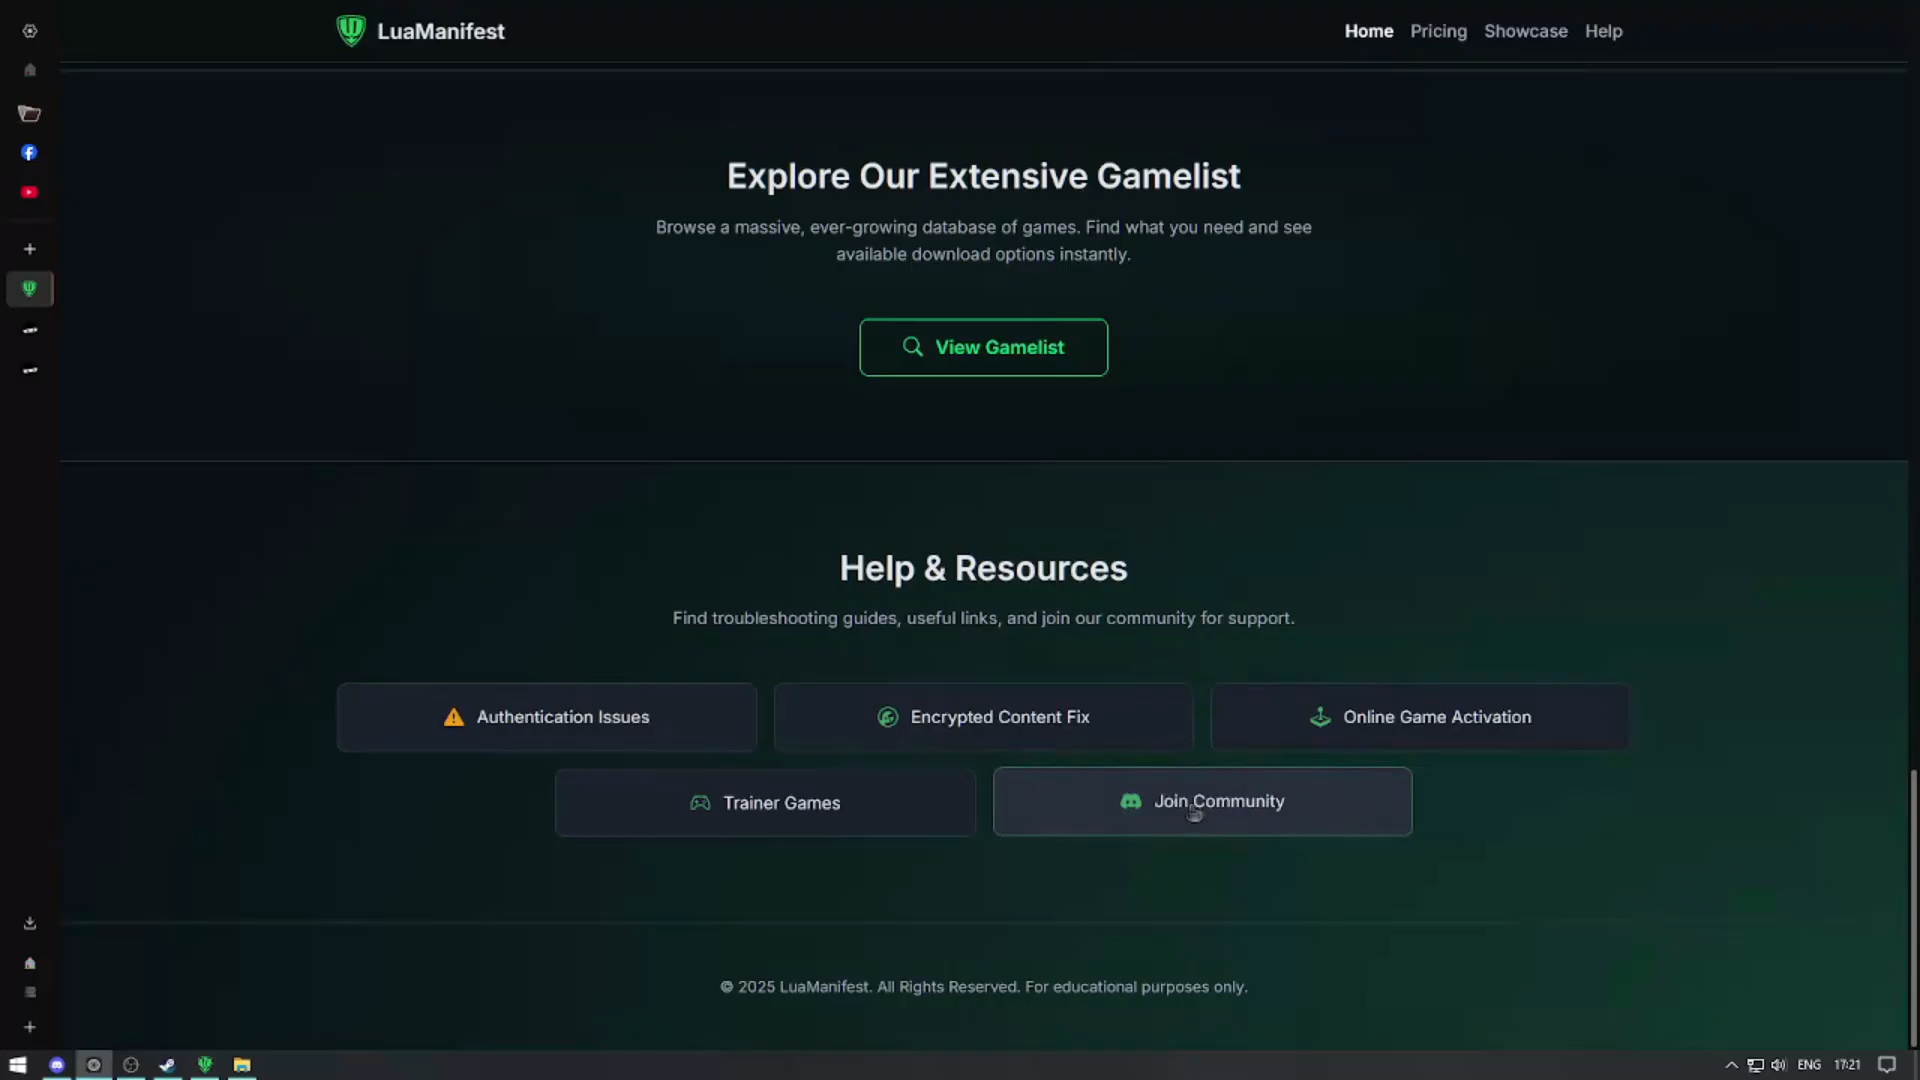 LuaManifest
Home
Pricing
Showcase
Help
Explore Our Extensive Gamelist
Browse a massive, ever-growing database of games. Find what you need and see
available download options instantly.
View Gamelist
Help & Resources
Find troubleshooting guides, useful links, and join our community for support.
Authentication Issues
Encrypted Content Fix
Online Game Activation
Trainer Games
Join Community
© 2025 LuaManifest. All Rights Reserved. For educational purposes only.
ENG
17:21